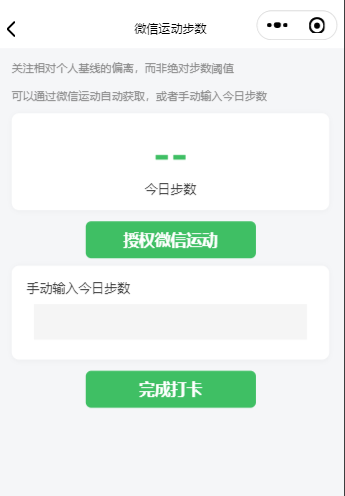 微信运动步数
关注相对个人基线的偏离，而非绝对步数阈值
可以通过微信运动自动获取，或者手动输入今日步数
--
今日步数
授权微信运动
手动输入今日步数
完成打卡